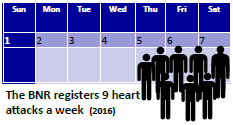 Sun Mon Tue Wed Thu Fri Sat
1 2 3 4 5 6 7
The BNR registers 9 heart
attacks a week (2016)